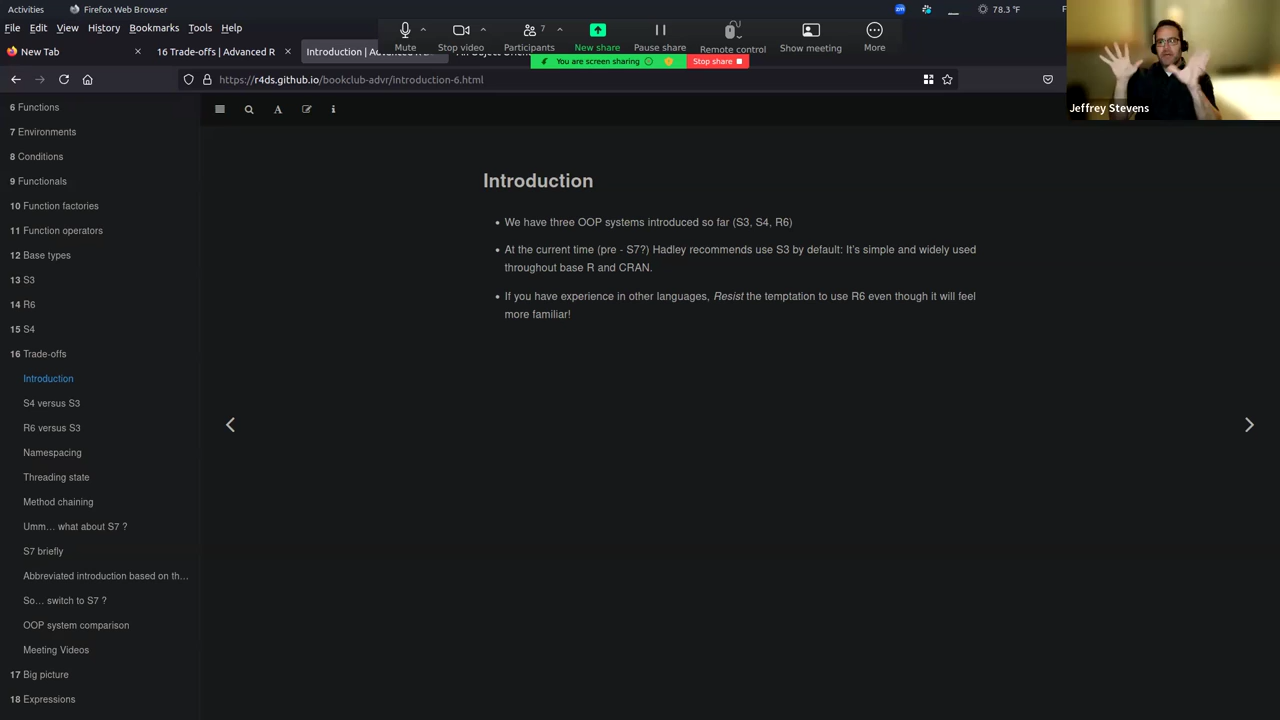 Activities
Firefox Web Browser
78.3 °F
File Edit View History Bookmarks Tools Help
Mute
Stop video
7
Participants
New share
Pause share
Remote control
Show meeting
More
New Tab
16 Trade-offs | Advanced R
Introduction | Advanced
You are screen sharing
Stop share
https://r4ds.github.io/bookclub-advr/introduction-6.html
Jeffrey Stevens
6 Functions
7 Environments
8 Conditions
9 Functionals
10 Function factories
11 Function operators
12 Base types
13 S3
14 R6
15 S4
16 Trade-offs
Introduction
S4 versus S3
R6 versus S3
Namespacing
Threading state
Method chaining
Umm… what about S7 ?
S7 briefly
Abbreviated introduction based on th…
So… switch to S7 ?
OOP system comparison
Meeting Videos
17 Big picture
18 Expressions
Introduction
• We have three OOP systems introduced so far (S3, S4, R6)
• At the current time (pre - S7?) Hadley recommends use S3 by default: It's simple and widely used
throughout base R and CRAN.
• If you have experience in other languages, Resist the temptation to use R6 even though it will feel
more familiar!